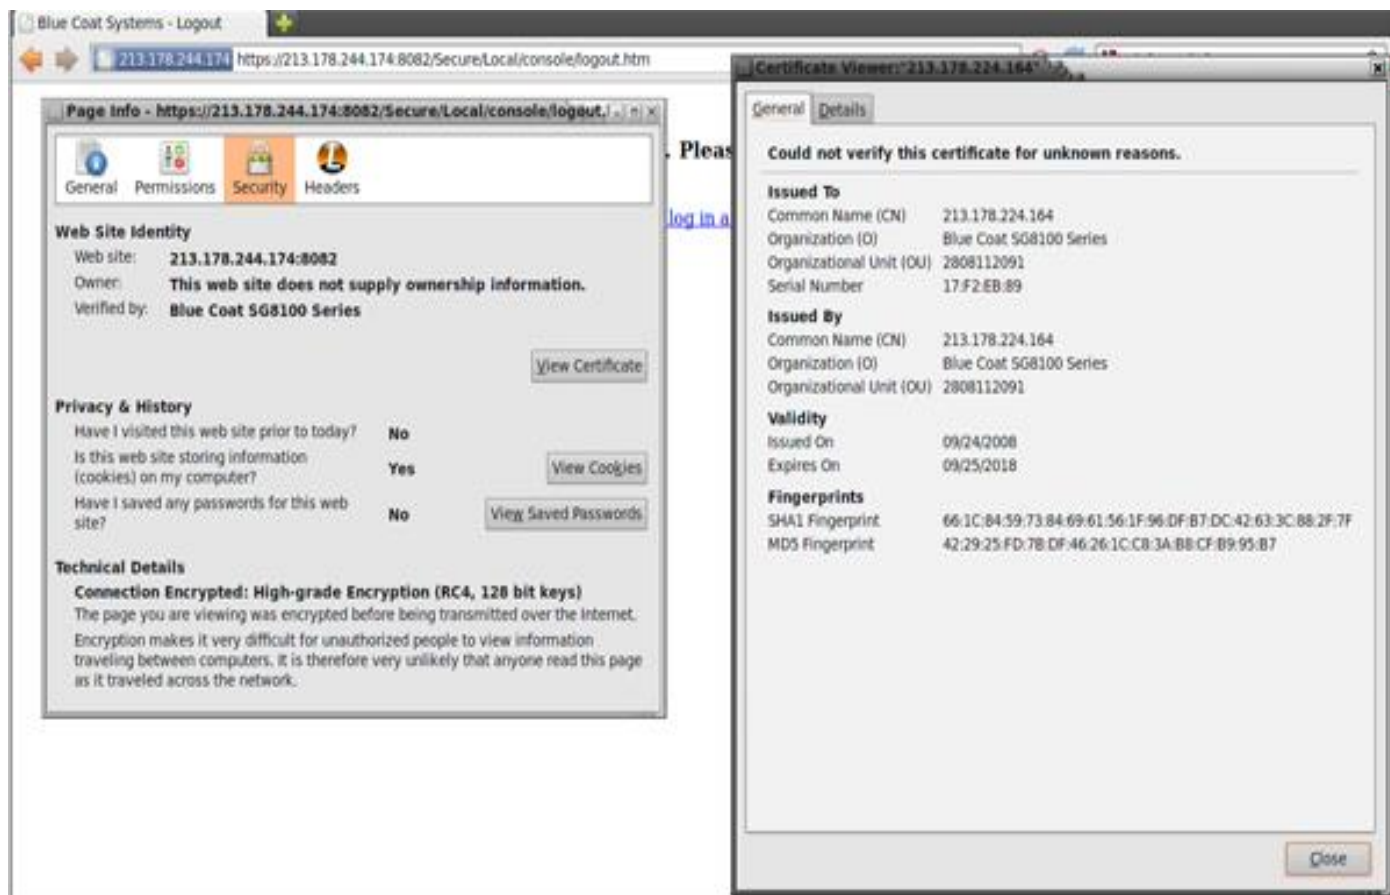 Blue Coat Systems - Logout
213.178.244.174 https://213.178.244.174:8082/Secure/Local/console/logout.htm
Page Info - https://213.178.244.174:8082/Secure/Local/console/logout.
General Permissions Security Headers
Web Site Identity
Web site: 213.178.244.174:8082
Owner: This web site does not supply ownership information.
Verified by: Blue Coat SG8100 Series
View Certificate
Privacy & History
Have I visited this web site prior to today? No
Is this web site storing information
(cookies) on my computer? Yes View Cookies
Have I saved any passwords for this web
site? No View Saved Passwords
Technical Details
Connection Encrypted: High-grade Encryption (RC4, 128 bit keys)
The page you are viewing was encrypted before being transmitted over the Internet.
Encryption makes it very difficult for unauthorized people to view information
traveling between computers. It is therefore very unlikely that anyone read this page
as it traveled across the network.
. Pleas
log in a
Certificate Viewer:"213.178.224.164"
General Details
Could not verify this certificate for unknown reasons.
Issued To
Common Name (CN) 213.178.224.164
Organization (O) Blue Coat SG8100 Series
Organizational Unit (OU) 2808112091
Serial Number 17:F2:EB:89
Issued By
Common Name (CN) 213.178.224.164
Organization (O) Blue Coat SG8100 Series
Organizational Unit (OU) 2808112091
Validity
Issued On 09/24/2008
Expires On 09/25/2018
Fingerprints
SHA1 Fingerprint 66:1C:84:59:73:84:69:61:56:1F:96:DF:B7:DC:42:63:3C:88:2F:7F
MD5 Fingerprint 42:29:25:FD:7B:DF:46:26:1C:C8:3A:B8:CF:B9:95:B7
Close